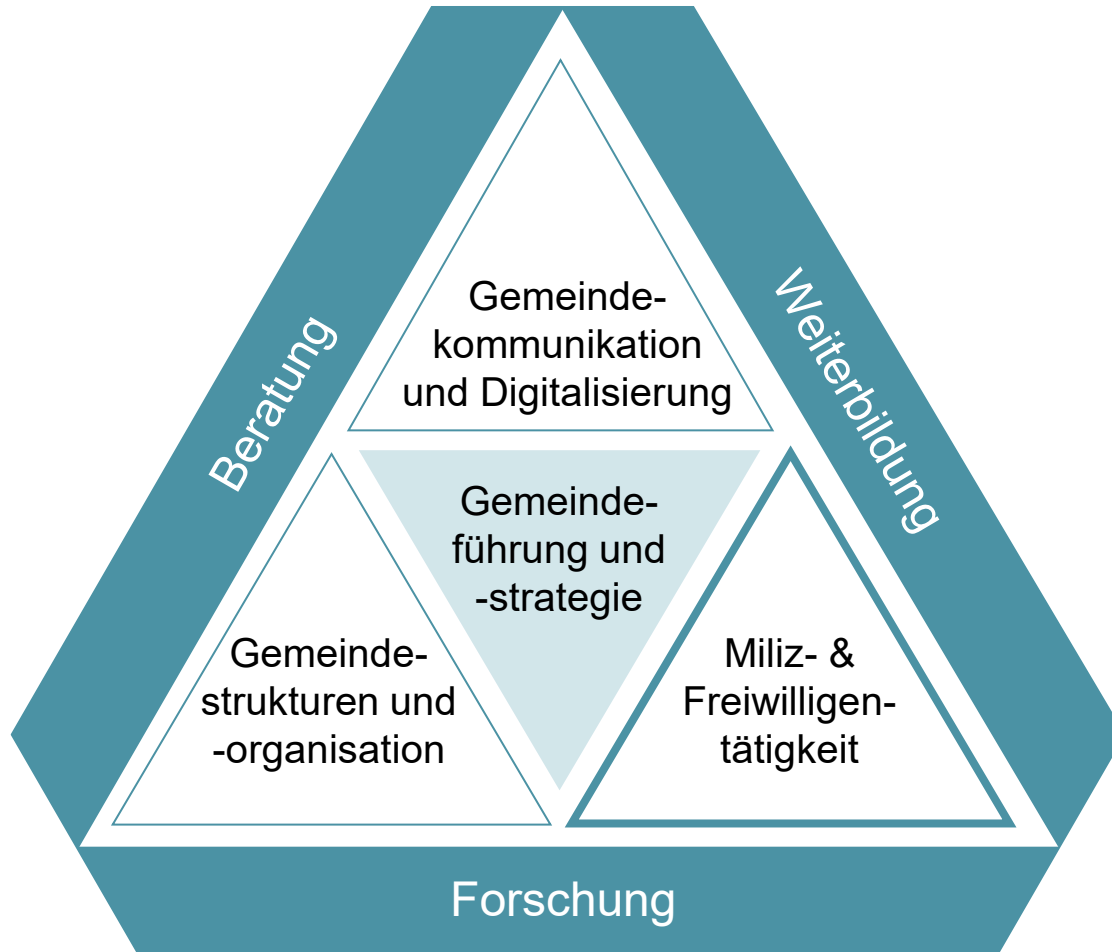 Beratung
Weiterbildung
Gemeinde-
kommunikation
und Digitalisierung
Gemeinde-
führung und
-strategie
Gemeinde-
strukturen und
-organisation
Miliz- &
Freiwilligen-
tätigkeit
Forschung